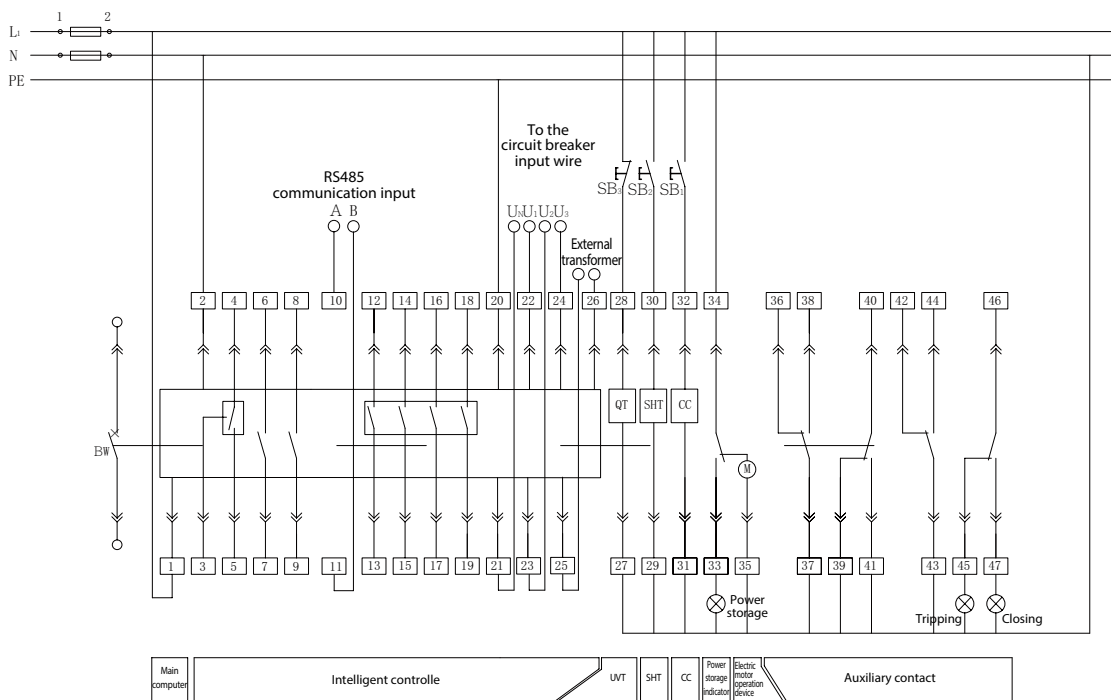 1 2
L1
N
PE
To the
circuit breaker
input wire
RS485
communication input
A B
SB3 SB2 SB1
UN U1 U2 U3
External
transformer
2 4 6 8 10 12 14 16 18 20 22 24 26 28 30 32 34 36 38 40 42 44 46
QT SHT CC
BW
M
1 3 5 7 9 11 13 15 17 19 21 23 25 27 29 31 33 35 37 39 41 43 45 47
Power
storage
Tripping Closing
Main
computer
Intelligent controlle
UVT
SHT
CC
Power
storage
indicator
Electric
motor
operation
device
Auxiliary contact